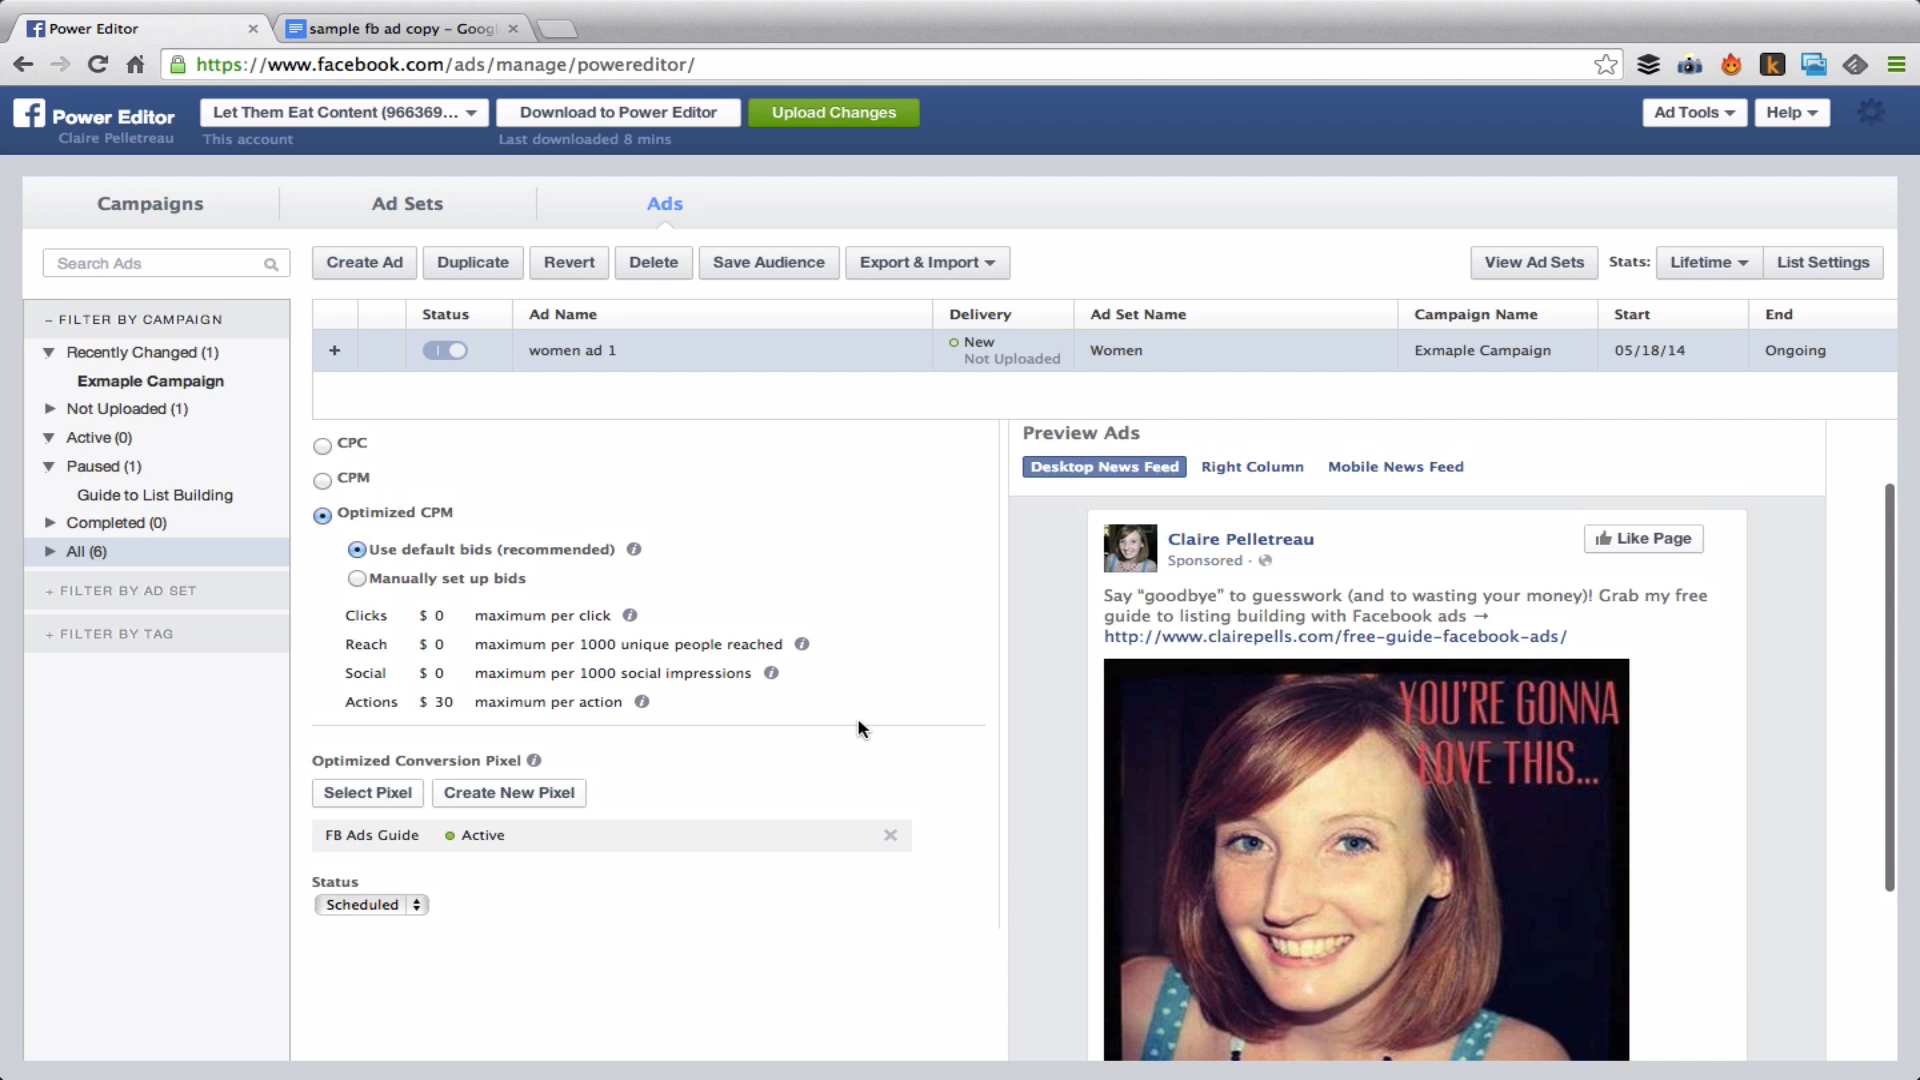 Power Editor
sample fb ad copy – Goog
https://www.facebook.com/ads/manage/powereditor/
Power Editor
Claire Pelletreau
Let Them Eat Content (966369...
This account
Download to Power Editor
Last downloaded 8 mins
Upload Changes
Ad Tools
Help
Campaigns
Ad Sets
Ads
Search Ads
Create Ad
Duplicate
Revert
Delete
Save Audience
Export & Import
View Ad Sets
Stats:
Lifetime
List Settings
– FILTER BY CAMPAIGN
Recently Changed (1)
Exmaple Campaign
Not Uploaded (1)
Active (0)
Paused (1)
Guide to List Building
Completed (0)
All (6)
+ FILTER BY AD SET
+ FILTER BY TAG
Status Ad Name Delivery Ad Set Name Campaign Name Start End
+ women ad 1 New Women Exmaple Campaign 05/18/14 Ongoing
Not Uploaded
CPC
CPM
Optimized CPM
Use default bids (recommended)
Manually set up bids
Clicks $ 0 maximum per click
Reach $ 0 maximum per 1000 unique people reached
Social $ 0 maximum per 1000 social impressions
Actions $ 30 maximum per action
Optimized Conversion Pixel
Select Pixel
Create New Pixel
FB Ads Guide Active
Status
Scheduled
Preview Ads
Desktop News Feed
Right Column
Mobile News Feed
Claire Pelletreau
Sponsored ·
Like Page
Say “goodbye” to guesswork (and to wasting your money)! Grab my free
guide to listing building with Facebook ads →
http://www.clairepells.com/free-guide-facebook-ads/
YOU'RE GONNA
LOVE THIS...